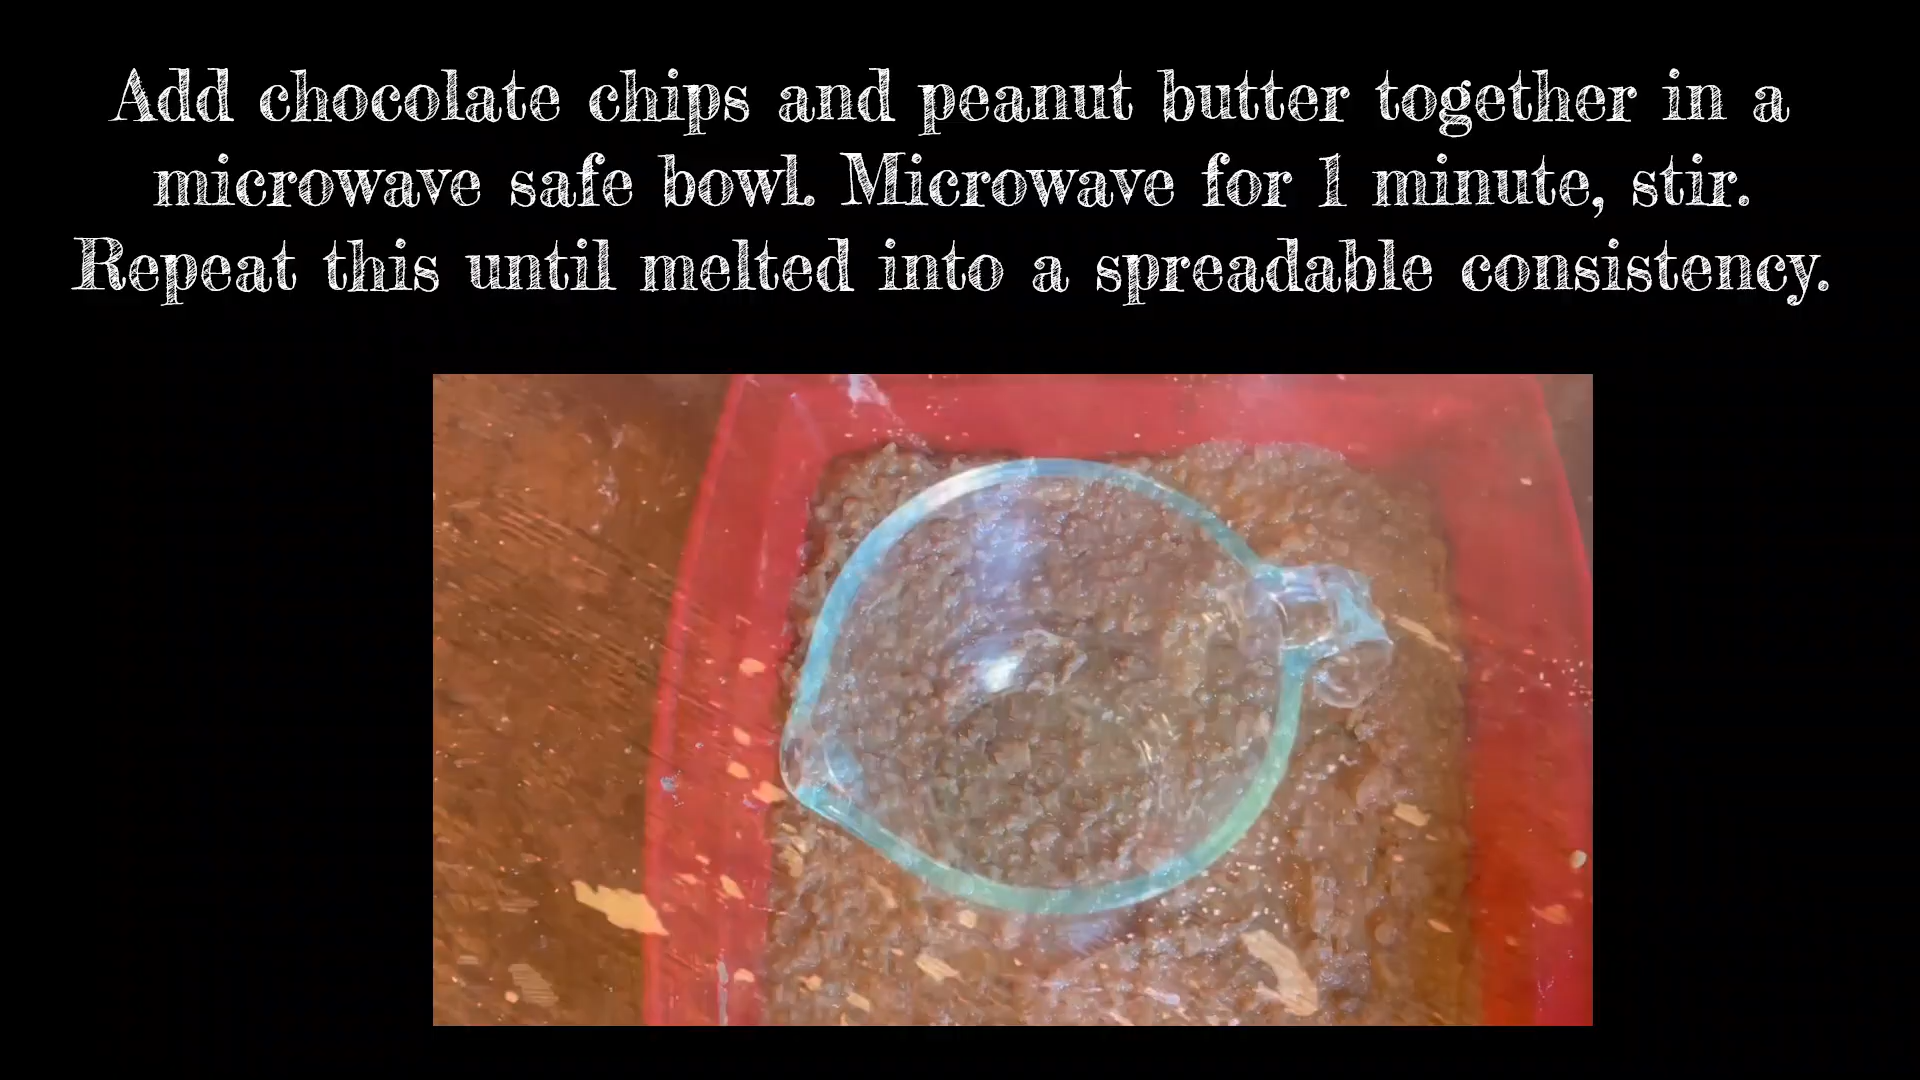 Add chocolate chips and peanut butter together in a
microwave safe bowl. Microwave for 1 minute, stir.
Repeat this until melted into a spreadable consistency.